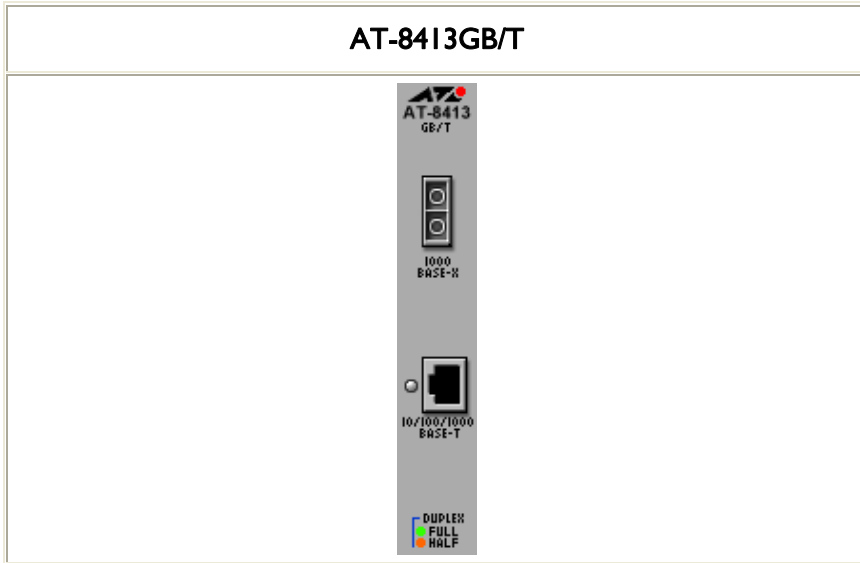 AT-8413GB/T
ATi
AT-8413
GB/T
1000
BASE-X
10/100/1000
BASE-T
DUPLEX
FULL
HALF